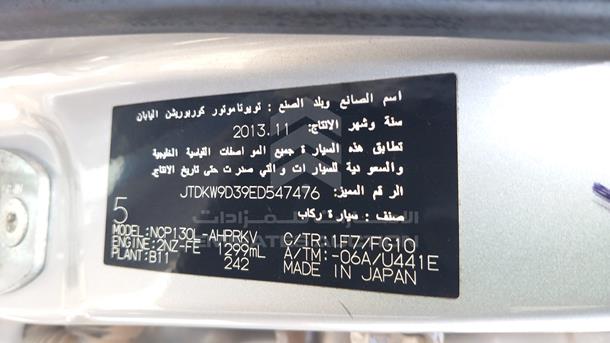 اسم الصانع وبلد الصنع : تويوتا موتور كوربوريشن اليابان
سنة وشهر الانتاج: 2013.11
تطابق هذه السيارة جميع المواصفات القياسية الخليجية
والسعودية للسيارات والتي صدرت حتى تاريخ الانتاج
الرقم المميز: JTDKW9D39ED547476
صنف : سيارة ركاب
5
MODEL:NCP130L-AHPRKV C/TR:1F7/FG10
ENGINE:2NZ-FE 1299mL A/TM:-06A/U441E
PLANT:B11 242 MADE IN JAPAN